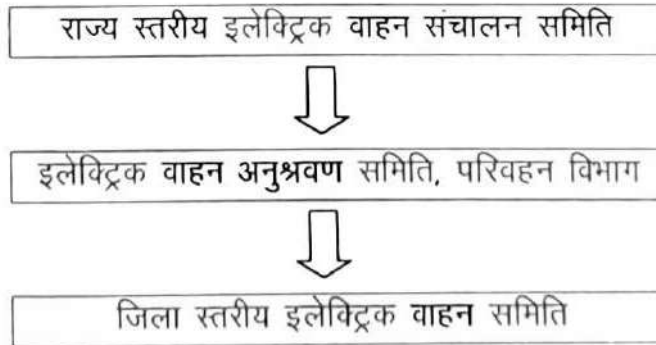 राज्य स्तरीय इलेक्ट्रिक वाहन संचालन समिति
इलेक्ट्रिक वाहन अनुश्रवण समिति, परिवहन विभाग
जिला स्तरीय इलेक्ट्रिक वाहन समिति